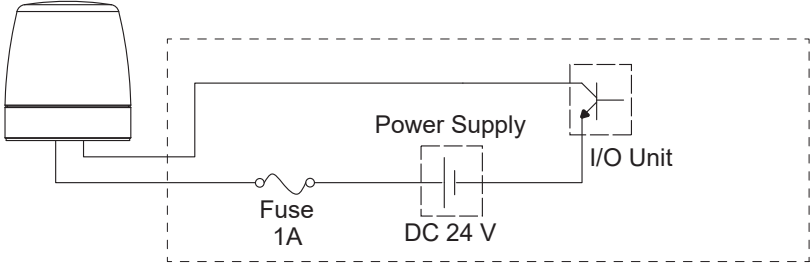 Power Supply
I/O Unit
Fuse
1A
DC 24 V